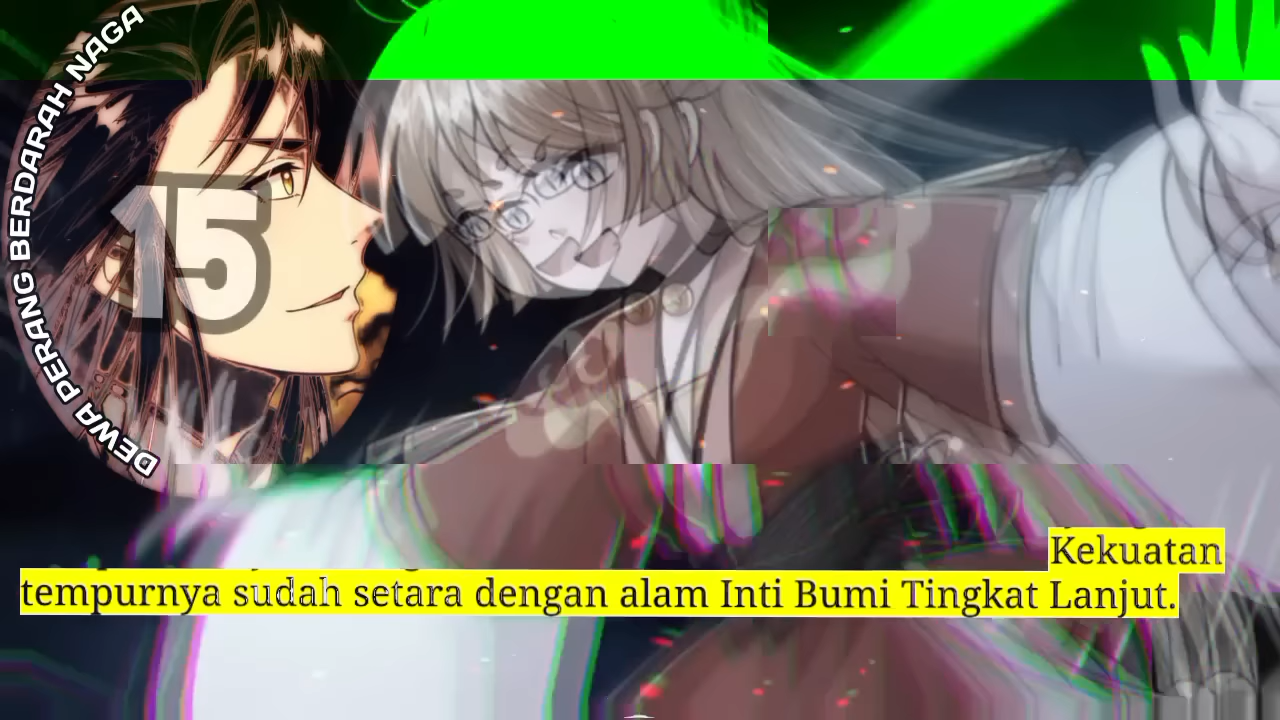 DEWA PERANG BERDARAH NAGA
15
Kekuatan
tempurnya sudah setara dengan alam Inti Bumi Tingkat Lanjut.